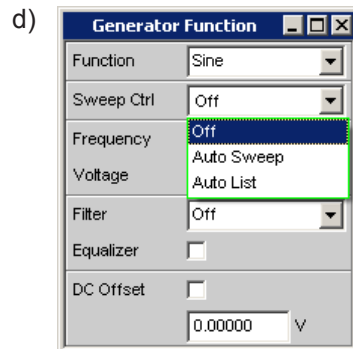 d)
Generator Function
Function Sine
Sweep Ctrl Off
Frequency Off
Auto Sweep
Voltage
Auto List
Filter Off
Equalizer
DC Offset
0.00000 V